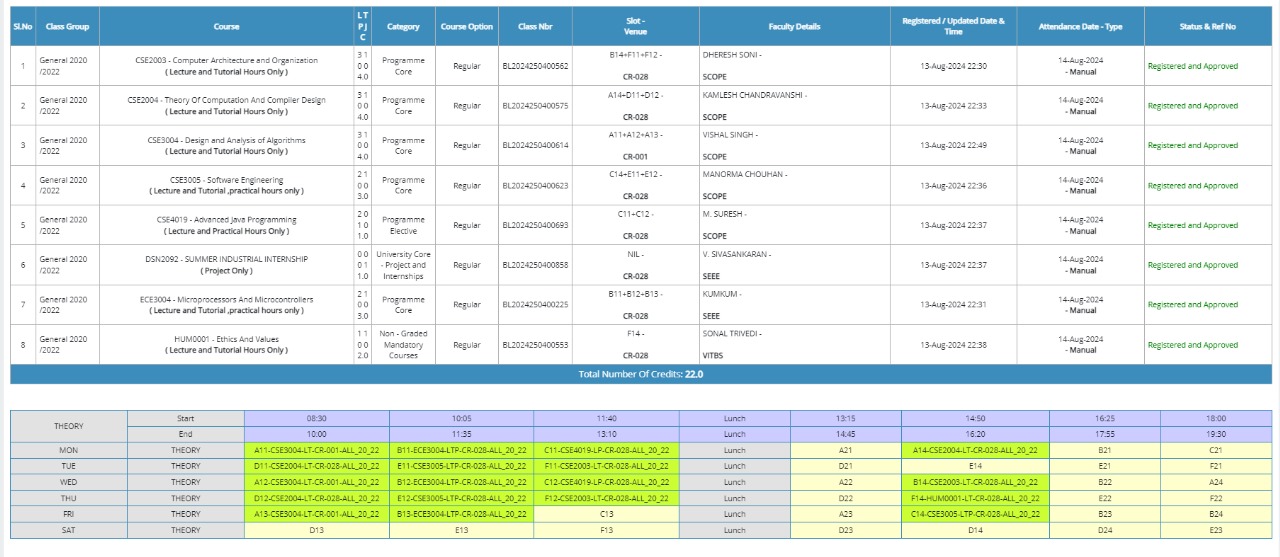 Sl.No Class Group Course L T P J C Category Course Option Class Nbr Slot - Venue Faculty Details Registered / Updated Date & Time Attendance Date - Type Status & Ref No
1 General 2020 /2022 CSE2003 - Computer Architecture and Organization ( Lecture and Tutorial Hours Only ) 3 1 0 0 4.0 Programme Core Regular BL2024250400562 B14+F11+F12 - CR-028 DHERESH SONI - SCOPE 13-Aug-2024 22:30 14-Aug-2024 - Manual Registered and Approved
2 General 2020 /2022 CSE2004 - Theory Of Computation And Compiler Design ( Lecture and Tutorial Hours Only ) 3 1 0 0 4.0 Programme Core Regular BL2024250400575 A14+D11+D12 - CR-028 KAMLESH CHANDRAVANSHI - SCOPE 13-Aug-2024 22:33 14-Aug-2024 - Manual Registered and Approved
3 General 2020 /2022 CSE3004 - Design and Analysis of Algorithms ( Lecture and Tutorial Hours Only ) 3 1 0 0 4.0 Programme Core Regular BL2024250400614 A11+A12+A13 - CR-001 VISHAL SINGH - SCOPE 13-Aug-2024 22:49 14-Aug-2024 - Manual Registered and Approved
4 General 2020 /2022 CSE3005 - Software Engineering ( Lecture and Tutorial ,practical hours only ) 2 1 0 0 3.0 Programme Core Regular BL2024250400623 C14+E11+E12 - CR-028 MANORMA CHOUHAN - SCOPE 13-Aug-2024 22:36 14-Aug-2024 - Manual Registered and Approved
5 General 2020 /2022 CSE4019 - Advanced Java Programming ( Lecture and Practical Hours Only ) 2 0 1 0 1.0 Programme Elective Regular BL2024250400693 C11+C12 - CR-028 M. SURESH - SCOPE 13-Aug-2024 22:37 14-Aug-2024 - Manual Registered and Approved
6 General 2020 /2022 DSN2092 - SUMMER INDUSTRIAL INTERNSHIP ( Project Only ) 0 0 0 1 1.0 University Core - Project and Internships Regular BL2024250400858 NIL - CR-028 V. SIVASANKARAN - SEEE 13-Aug-2024 22:37 14-Aug-2024 - Manual Registered and Approved
7 General 2020 /2022 ECE3004 - Microprocessors And Microcontrollers ( Lecture and Tutorial ,practical hours only ) 2 1 0 0 3.0 Programme Core Regular BL2024250400225 B11+B12+B13 - CR-028 KUMKUM - SEEE 13-Aug-2024 22:31 14-Aug-2024 - Manual Registered and Approved
8 General 2020 /2022 HUM0001 - Ethics And Values ( Lecture and Tutorial Hours Only ) 1 1 0 0 2.0 Non - Graded Mandatory Courses Regular BL2024250400553 F14 - CR-028 SONAL TRIVEDI - VITBS 13-Aug-2024 22:38 14-Aug-2024 - Manual Registered and Approved
Total Number Of Credits: 22.0
THEORY Start 08:30 10:05 11:40 Lunch 13:15 14:50 16:25 18:00
End 10:00 11:35 13:10 Lunch 14:45 16:20 17:55 19:30
MON THEORY A11-CSE3004-LT-CR-001-ALL_20_22 B11-ECE3004-LTP-CR-028-ALL_20_22 C11-CSE4019-LP-CR-028-ALL_20_22 Lunch A21 A14-CSE2004-LT-CR-028-ALL_20_22 B21 C21
TUE THEORY D11-CSE2004-LT-CR-028-ALL_20_22 E11-CSE3005-LTP-CR-028-ALL_20_22 F11-CSE2003-LT-CR-028-ALL_20_22 Lunch D21 E14 E21 F21
WED THEORY A12-CSE3004-LT-CR-001-ALL_20_22 B12-ECE3004-LTP-CR-028-ALL_20_22 C12-CSE4019-LP-CR-028-ALL_20_22 Lunch A22 B14-CSE2003-LT-CR-028-ALL_20_22 B22 A24
THU THEORY D12-CSE2004-LT-CR-028-ALL_20_22 E12-CSE3005-LTP-CR-028-ALL_20_22 F12-CSE2003-LT-CR-028-ALL_20_22 Lunch D22 F14-HUM0001-LT-CR-028-ALL_20_22 E22 F22
FRI THEORY A13-CSE3004-LT-CR-001-ALL_20_22 B13-ECE3004-LTP-CR-028-ALL_20_22 C13 Lunch A23 C14-CSE3005-LTP-CR-028-ALL_20_22 B23 B24
SAT THEORY D13 E13 F13 Lunch D23 D14 D24 E23